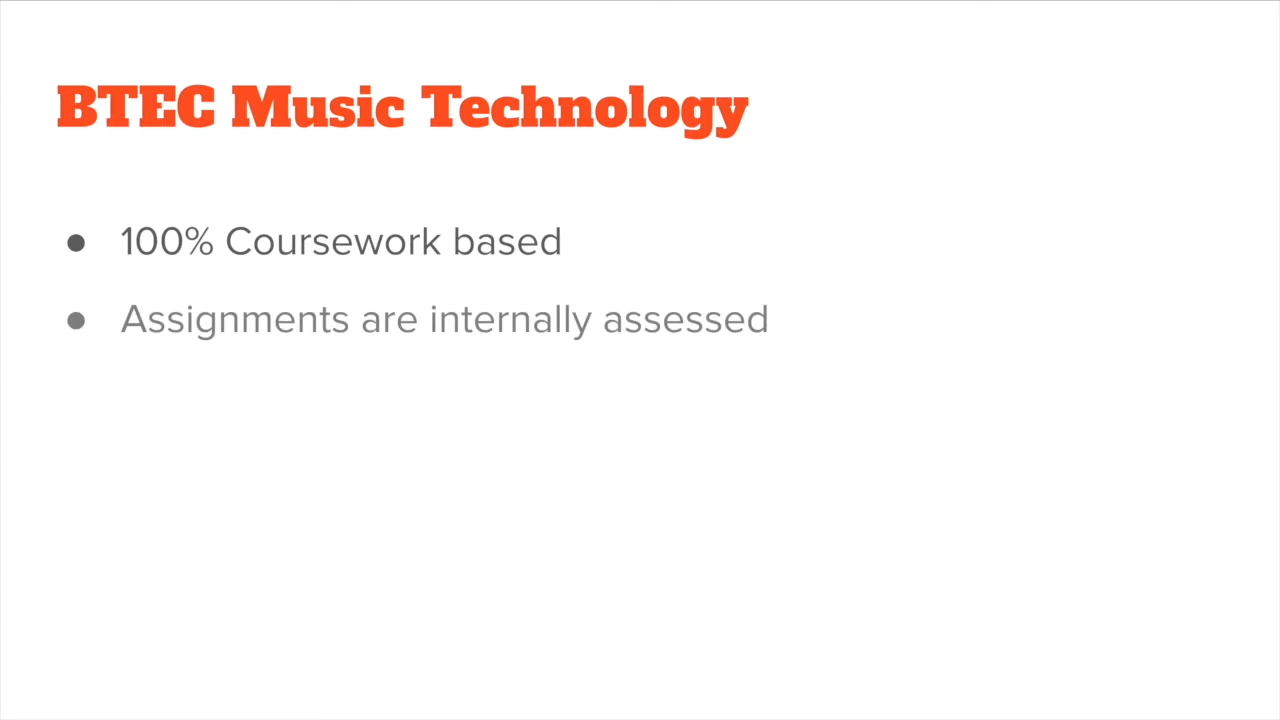 BTEC Music Technology
● 100% Coursework based
● Assignments are internally assessed